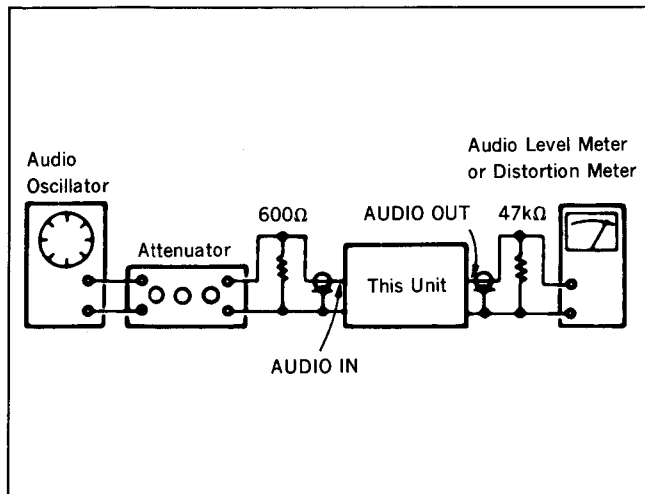 Audio
Oscillator
Attenuator
600Ω
AUDIO IN
This Unit
AUDIO OUT
47kΩ
Audio Level Meter
or Distortion Meter